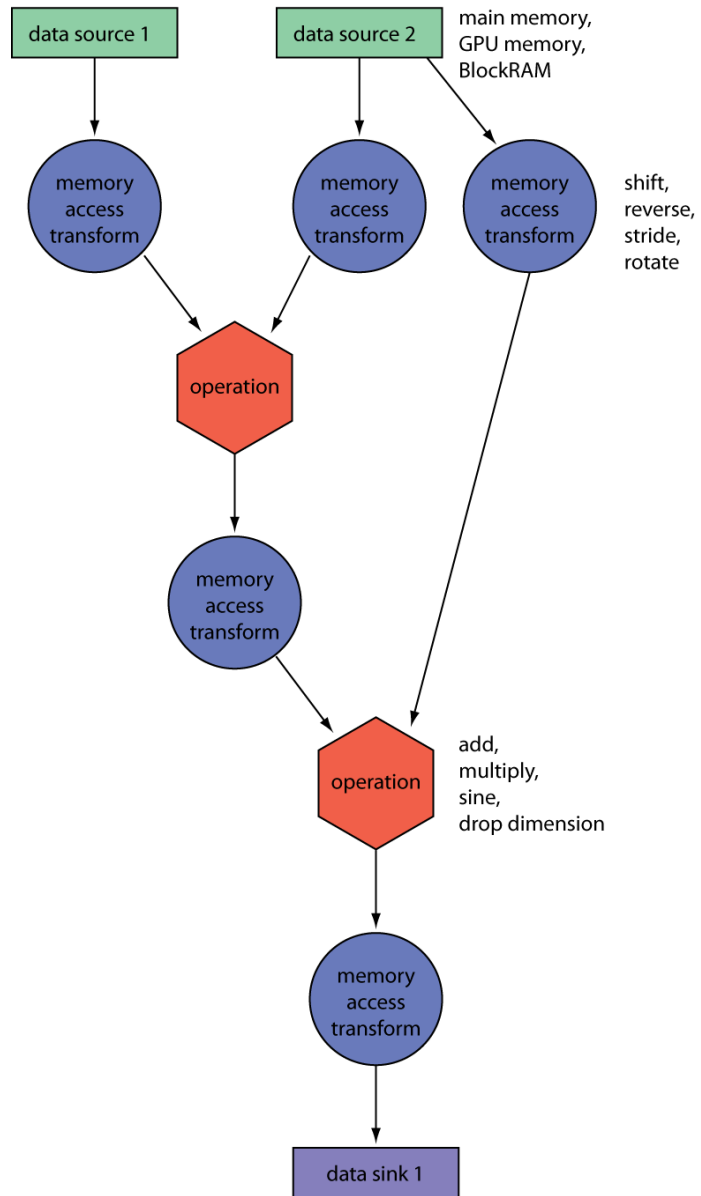 data source 1
data source 2
main memory,
GPU memory,
BlockRAM
memory
access
transform
memory
access
transform
memory
access
transform
shift,
reverse,
stride,
rotate
operation
memory
access
transform
operation
add,
multiply,
sine,
drop dimension
memory
access
transform
data sink 1